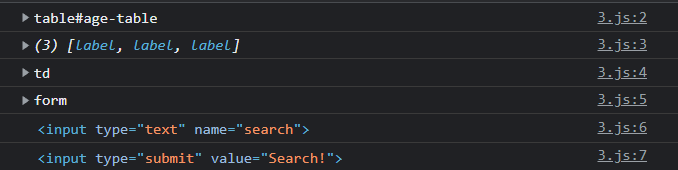 table#age-table 3.js:2
(3) [label, label, label] 3.js:3
td 3.js:4
form 3.js:5
<input type="text" name="search"> 3.js:6
<input type="submit" value="Search!"> 3.js:7